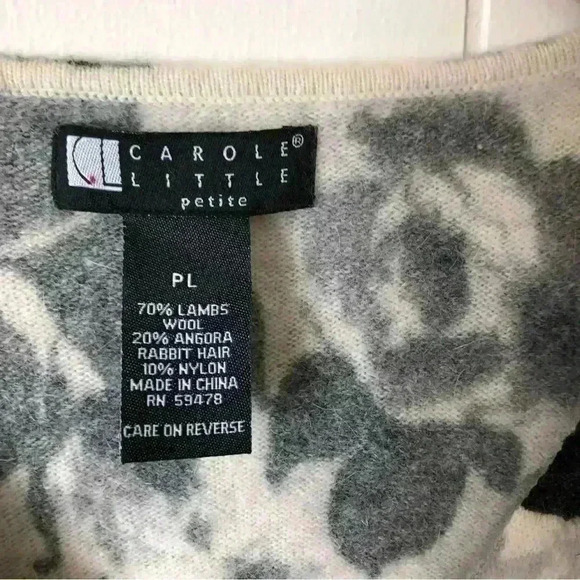 CL CAROLE®
LITTLE
petite
PL
70% LAMBS
WOOL
20% ANGORA
RABBIT HAIR
10% NYLON
MADE IN CHINA
RN 59478
CARE ON REVERSE